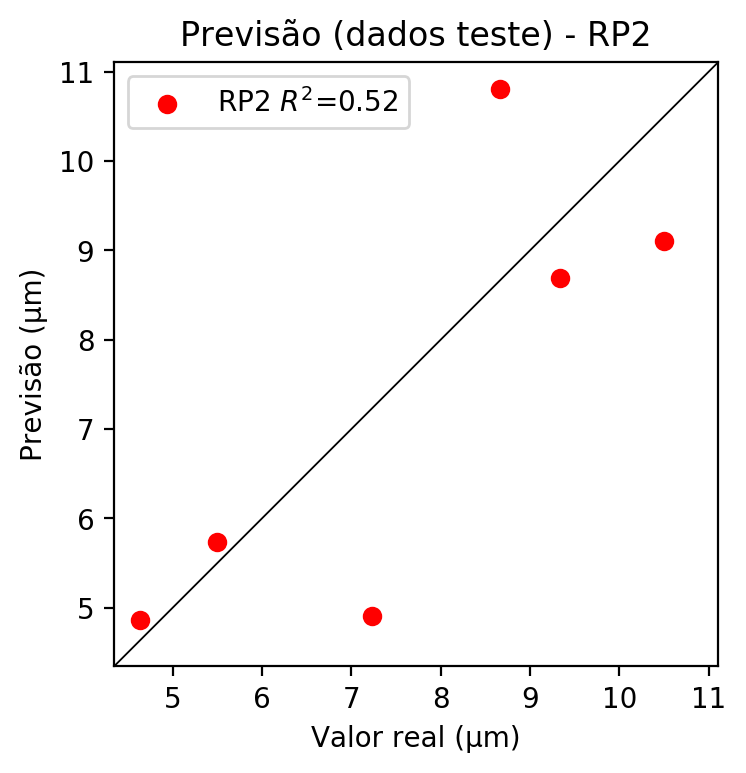 Previsão (dados teste) - RP2
RP2 R²=0.52
11
10
9
8
7
6
5
Previsão (μm)
5 6 7 8 9 10 11
Valor real (μm)